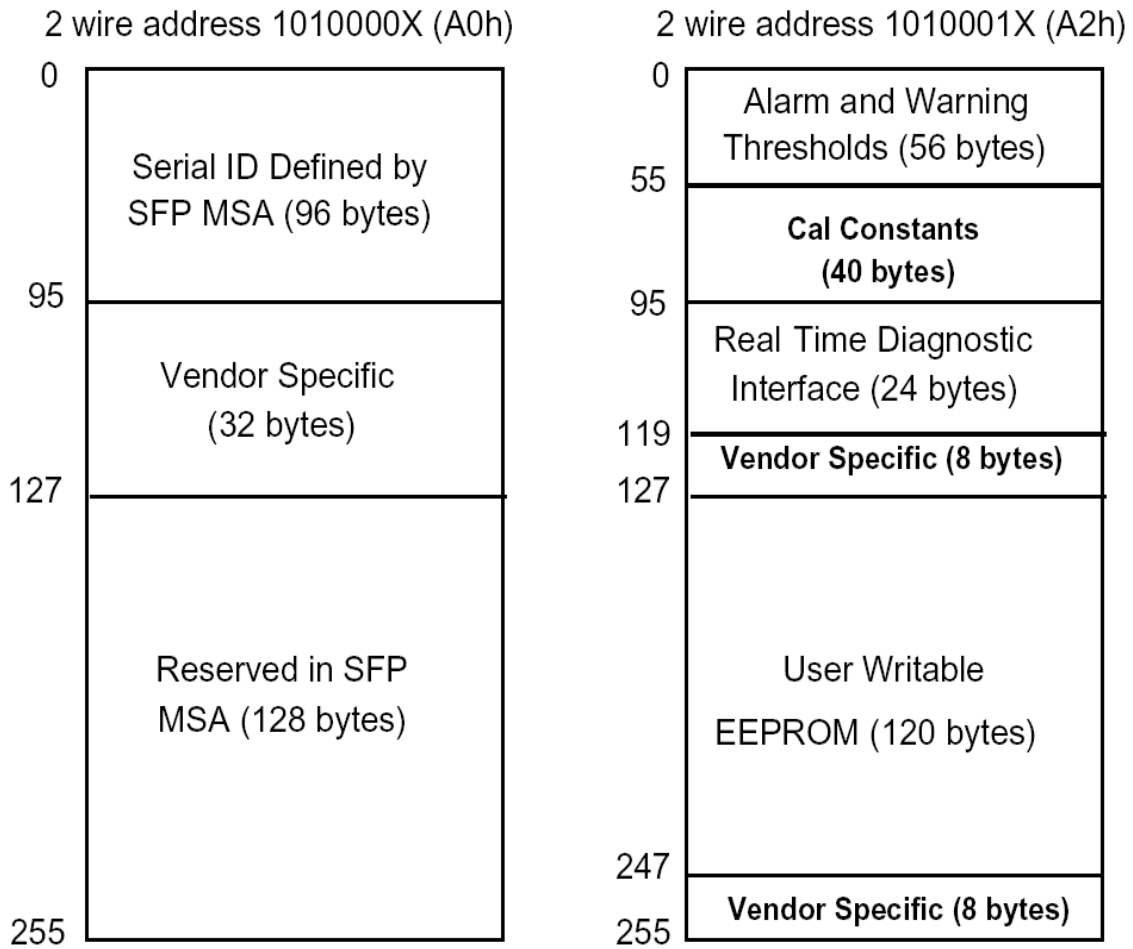 2 wire address 1010000X (A0h)
0
Serial ID Defined by
SFP MSA (96 bytes)
95
Vendor Specific
(32 bytes)
127
Reserved in SFP
MSA (128 bytes)
255
2 wire address 1010001X (A2h)
0
Alarm and Warning
Thresholds (56 bytes)
55
Cal Constants
(40 bytes)
95
Real Time Diagnostic
Interface (24 bytes)
119
Vendor Specific (8 bytes)
127
User Writable
EEPROM (120 bytes)
247
Vendor Specific (8 bytes)
255